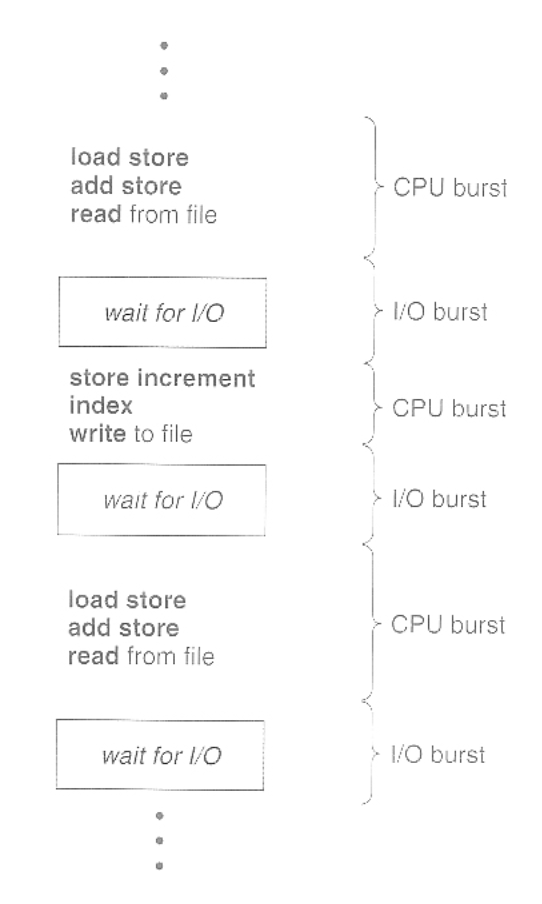 load store
add store
read from file
CPU burst
wait for I/O
I/O burst
store increment
index
write to file
CPU burst
wait for I/O
I/O burst
load store
add store
read from file
CPU burst
wait for I/O
I/O burst